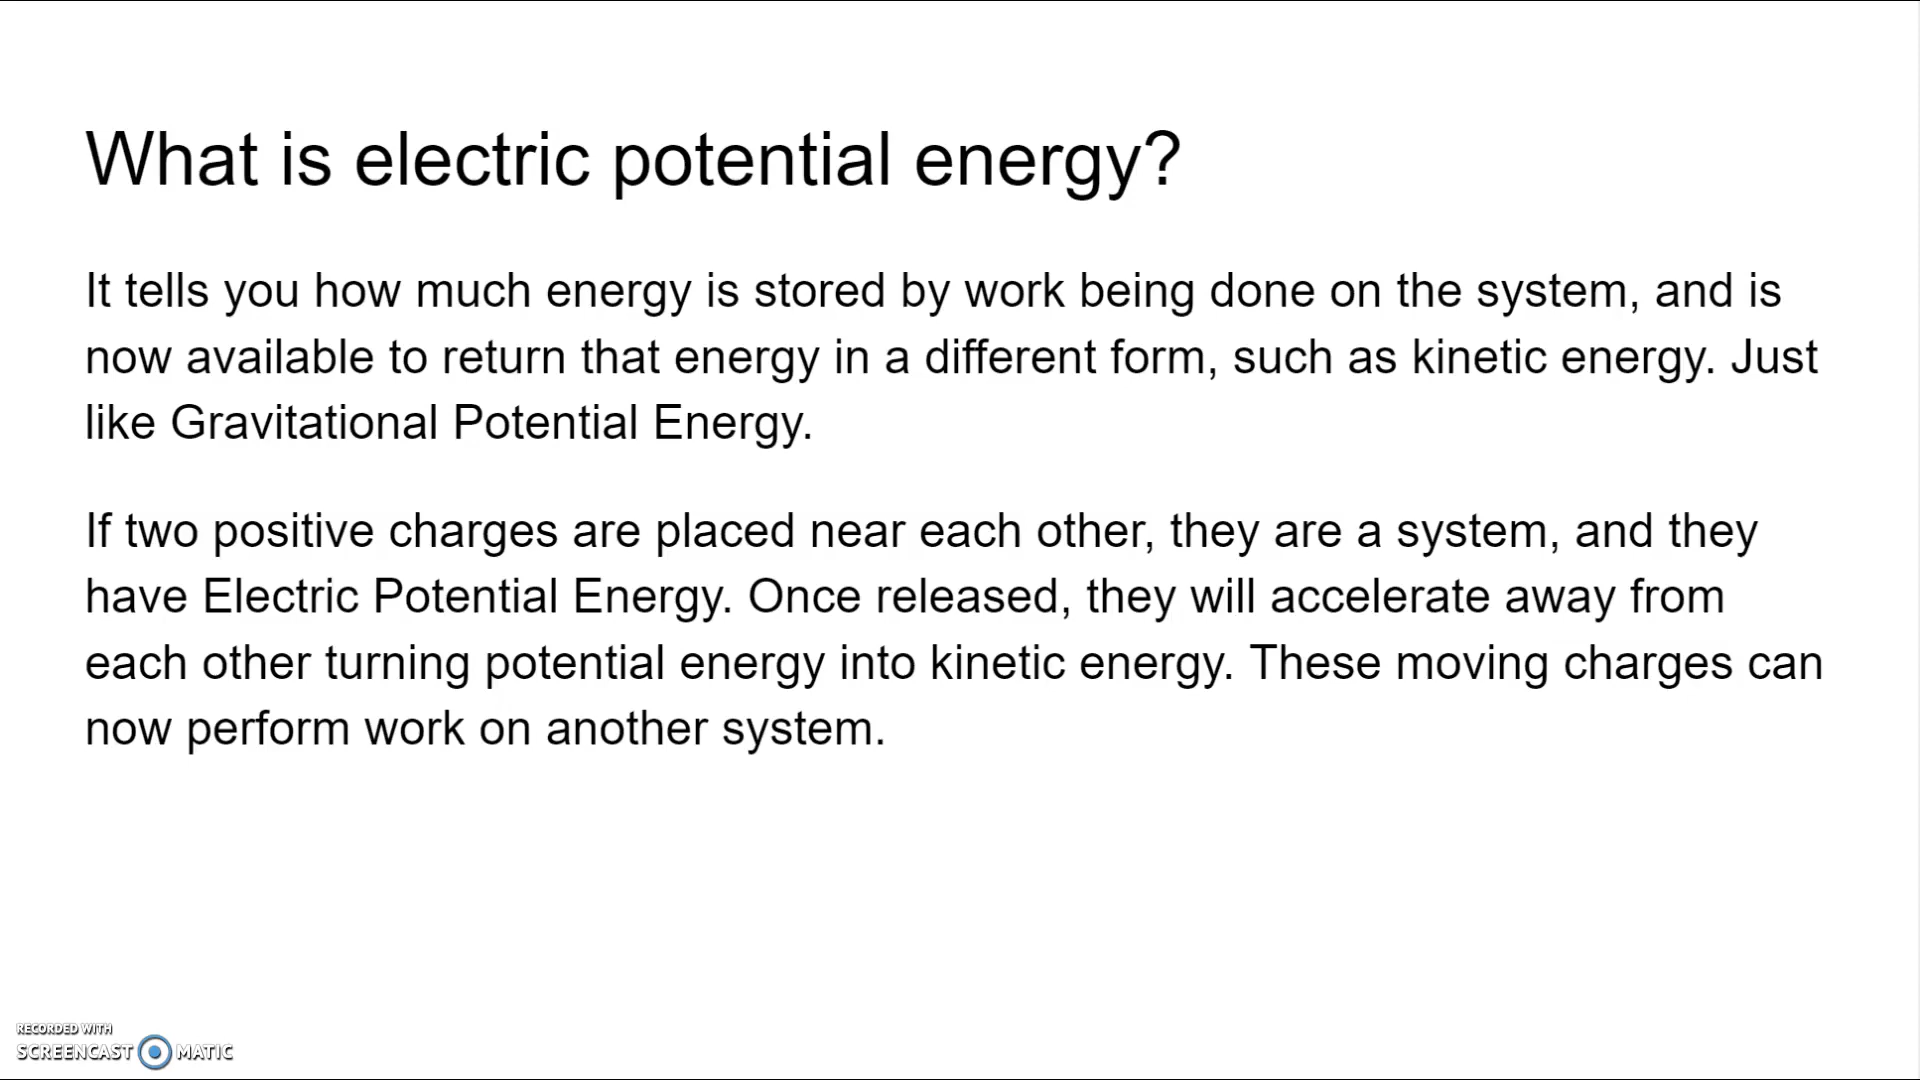 What is electric potential energy?
It tells you how much energy is stored by work being done on the system, and is
now available to return that energy in a different form, such as kinetic energy. Just
like Gravitational Potential Energy.
If two positive charges are placed near each other, they are a system, and they
have Electric Potential Energy. Once released, they will accelerate away from
each other turning potential energy into kinetic energy. These moving charges can
now perform work on another system.
RECORDED WITH
SCREENCAST MATIC